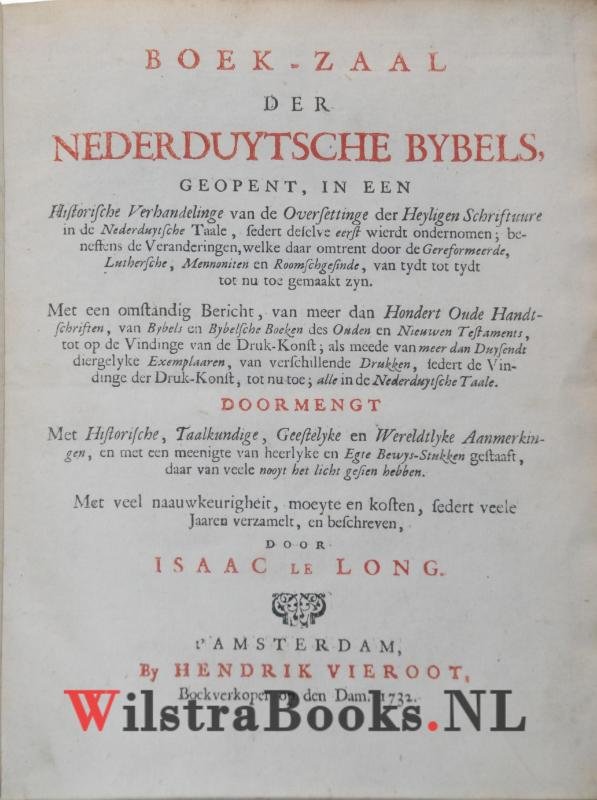 BOEK-ZAAL
DER
NEDERDUYTSCHE BYBELS,
GEOPENT, IN EEN
Hiſtoriſche Verhandelinge van de Overſettinge der Heyligen Schriftuure
in de Nederduytſche Taale, ſedert deſelve eerſt wierdt ondernomen; be-
neffens de Veranderingen, welke daar omtrent door de Gereformeerde,
Lutherſche, Mennoniten en Roomſchgeſinde, van tydt tot tydt
tot nu toe gemaakt zyn.
Met een omſtandig Bericht, van meer dan Hondert Oude Handt-
ſchriften, van Bybels en Bybelſche Boeken des Ouden en Nieuwen Teſtaments,
tot op de Vindinge van de Druk-Konſt; als meede van meer dan Duyſendt
diergelyke Exemplaaren, van verſchillende Drukken, ſedert de Vin-
dinge der Druk-Konſt, tot nu toe; alle in de Nederduytſche Taale.
DOORMENGT
Met Hiſtoriſche, Taalkundige, Geeſtelyke en Wereldtlyke Aanmerkin-
gen, en met een meenigte van heerlyke en Egte Bewys-Stukken geſtaaft,
daar van veele nooyt het licht geſien hebben.
Met veel naauwkeurigheit, moeyte en koſten, ſedert veele
Jaaren verzamelt, en beſchreven,
DOOR
ISAAC LE LONG.
t'AMSTERDAM,
By HENDRIK VIEROOT,
Boekverkoper op den Dam. 1732.
WilstraBooks.NL